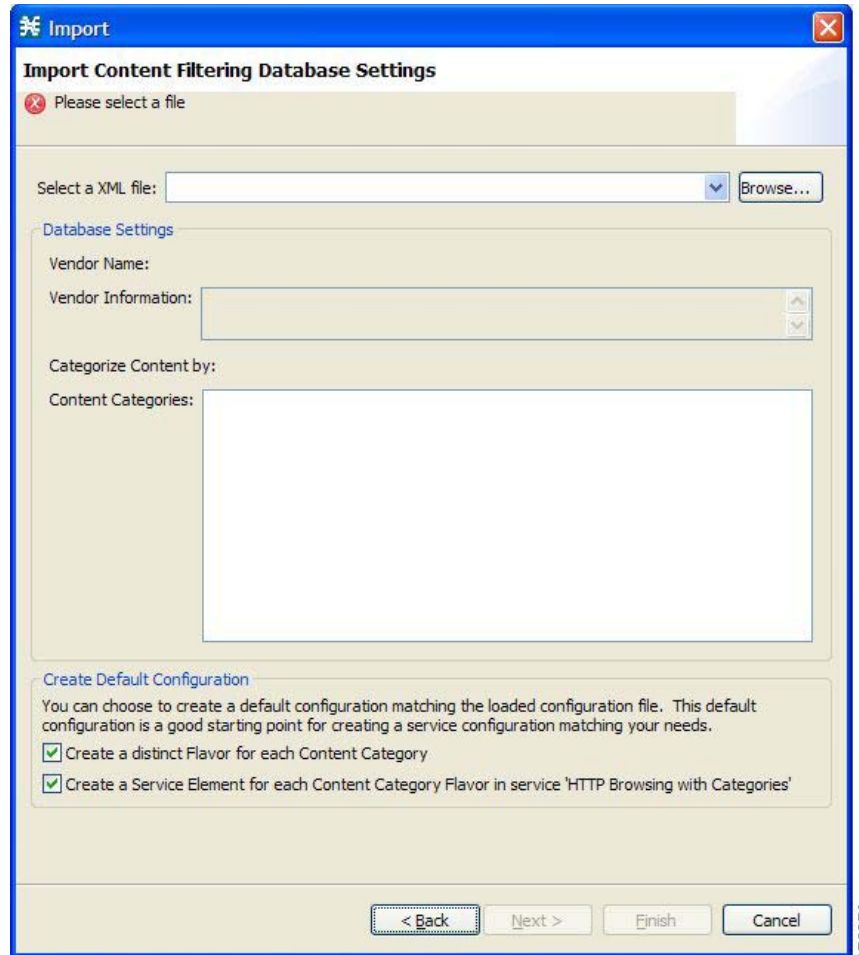 Import
Import Content Filtering Database Settings
Please select a file
Select a XML file:
Browse...
Database Settings
Vendor Name:
Vendor Information:
Categorize Content by:
Content Categories:
Create Default Configuration
You can choose to create a default configuration matching the loaded configuration file. This default
configuration is a good starting point for creating a service configuration matching your needs.
Create a distinct Flavor for each Content Category
Create a Service Element for each Content Category Flavor in service 'HTTP Browsing with Categories'
< Back
Next >
Finish
Cancel